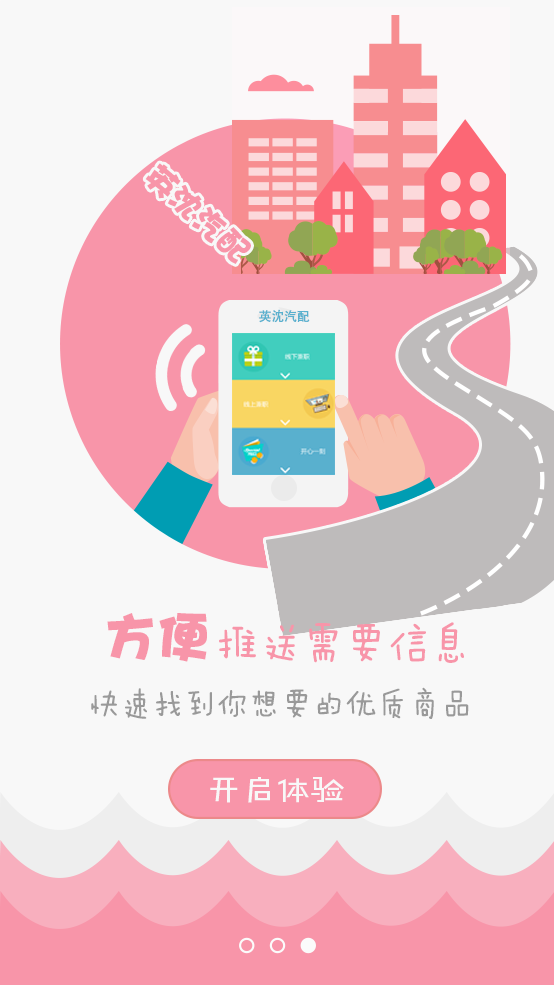 英沈汽配
英沈汽配
线下兼职
线上兼职
开心一刻
方便推送需要信息
快速找到你想要的优质商品
开启体验